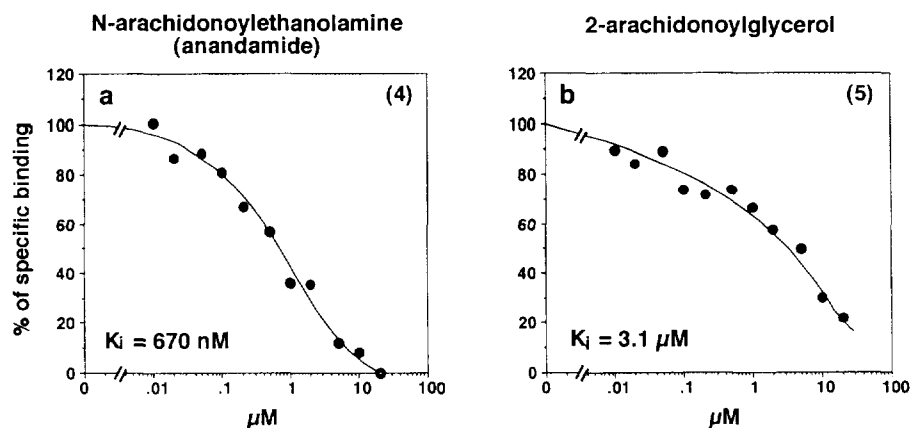 N-arachidonoylethanolamine
(anandamide)
2-arachidonoylglycerol
% of specific binding
120
100
80
60
40
20
0
a
(4)
Ki = 670 nM
0
.01
.1
1
10
100
µM
120
100
80
60
40
20
0
b
(5)
Ki = 3.1 µM
0
.01
.1
1
10
100
µM